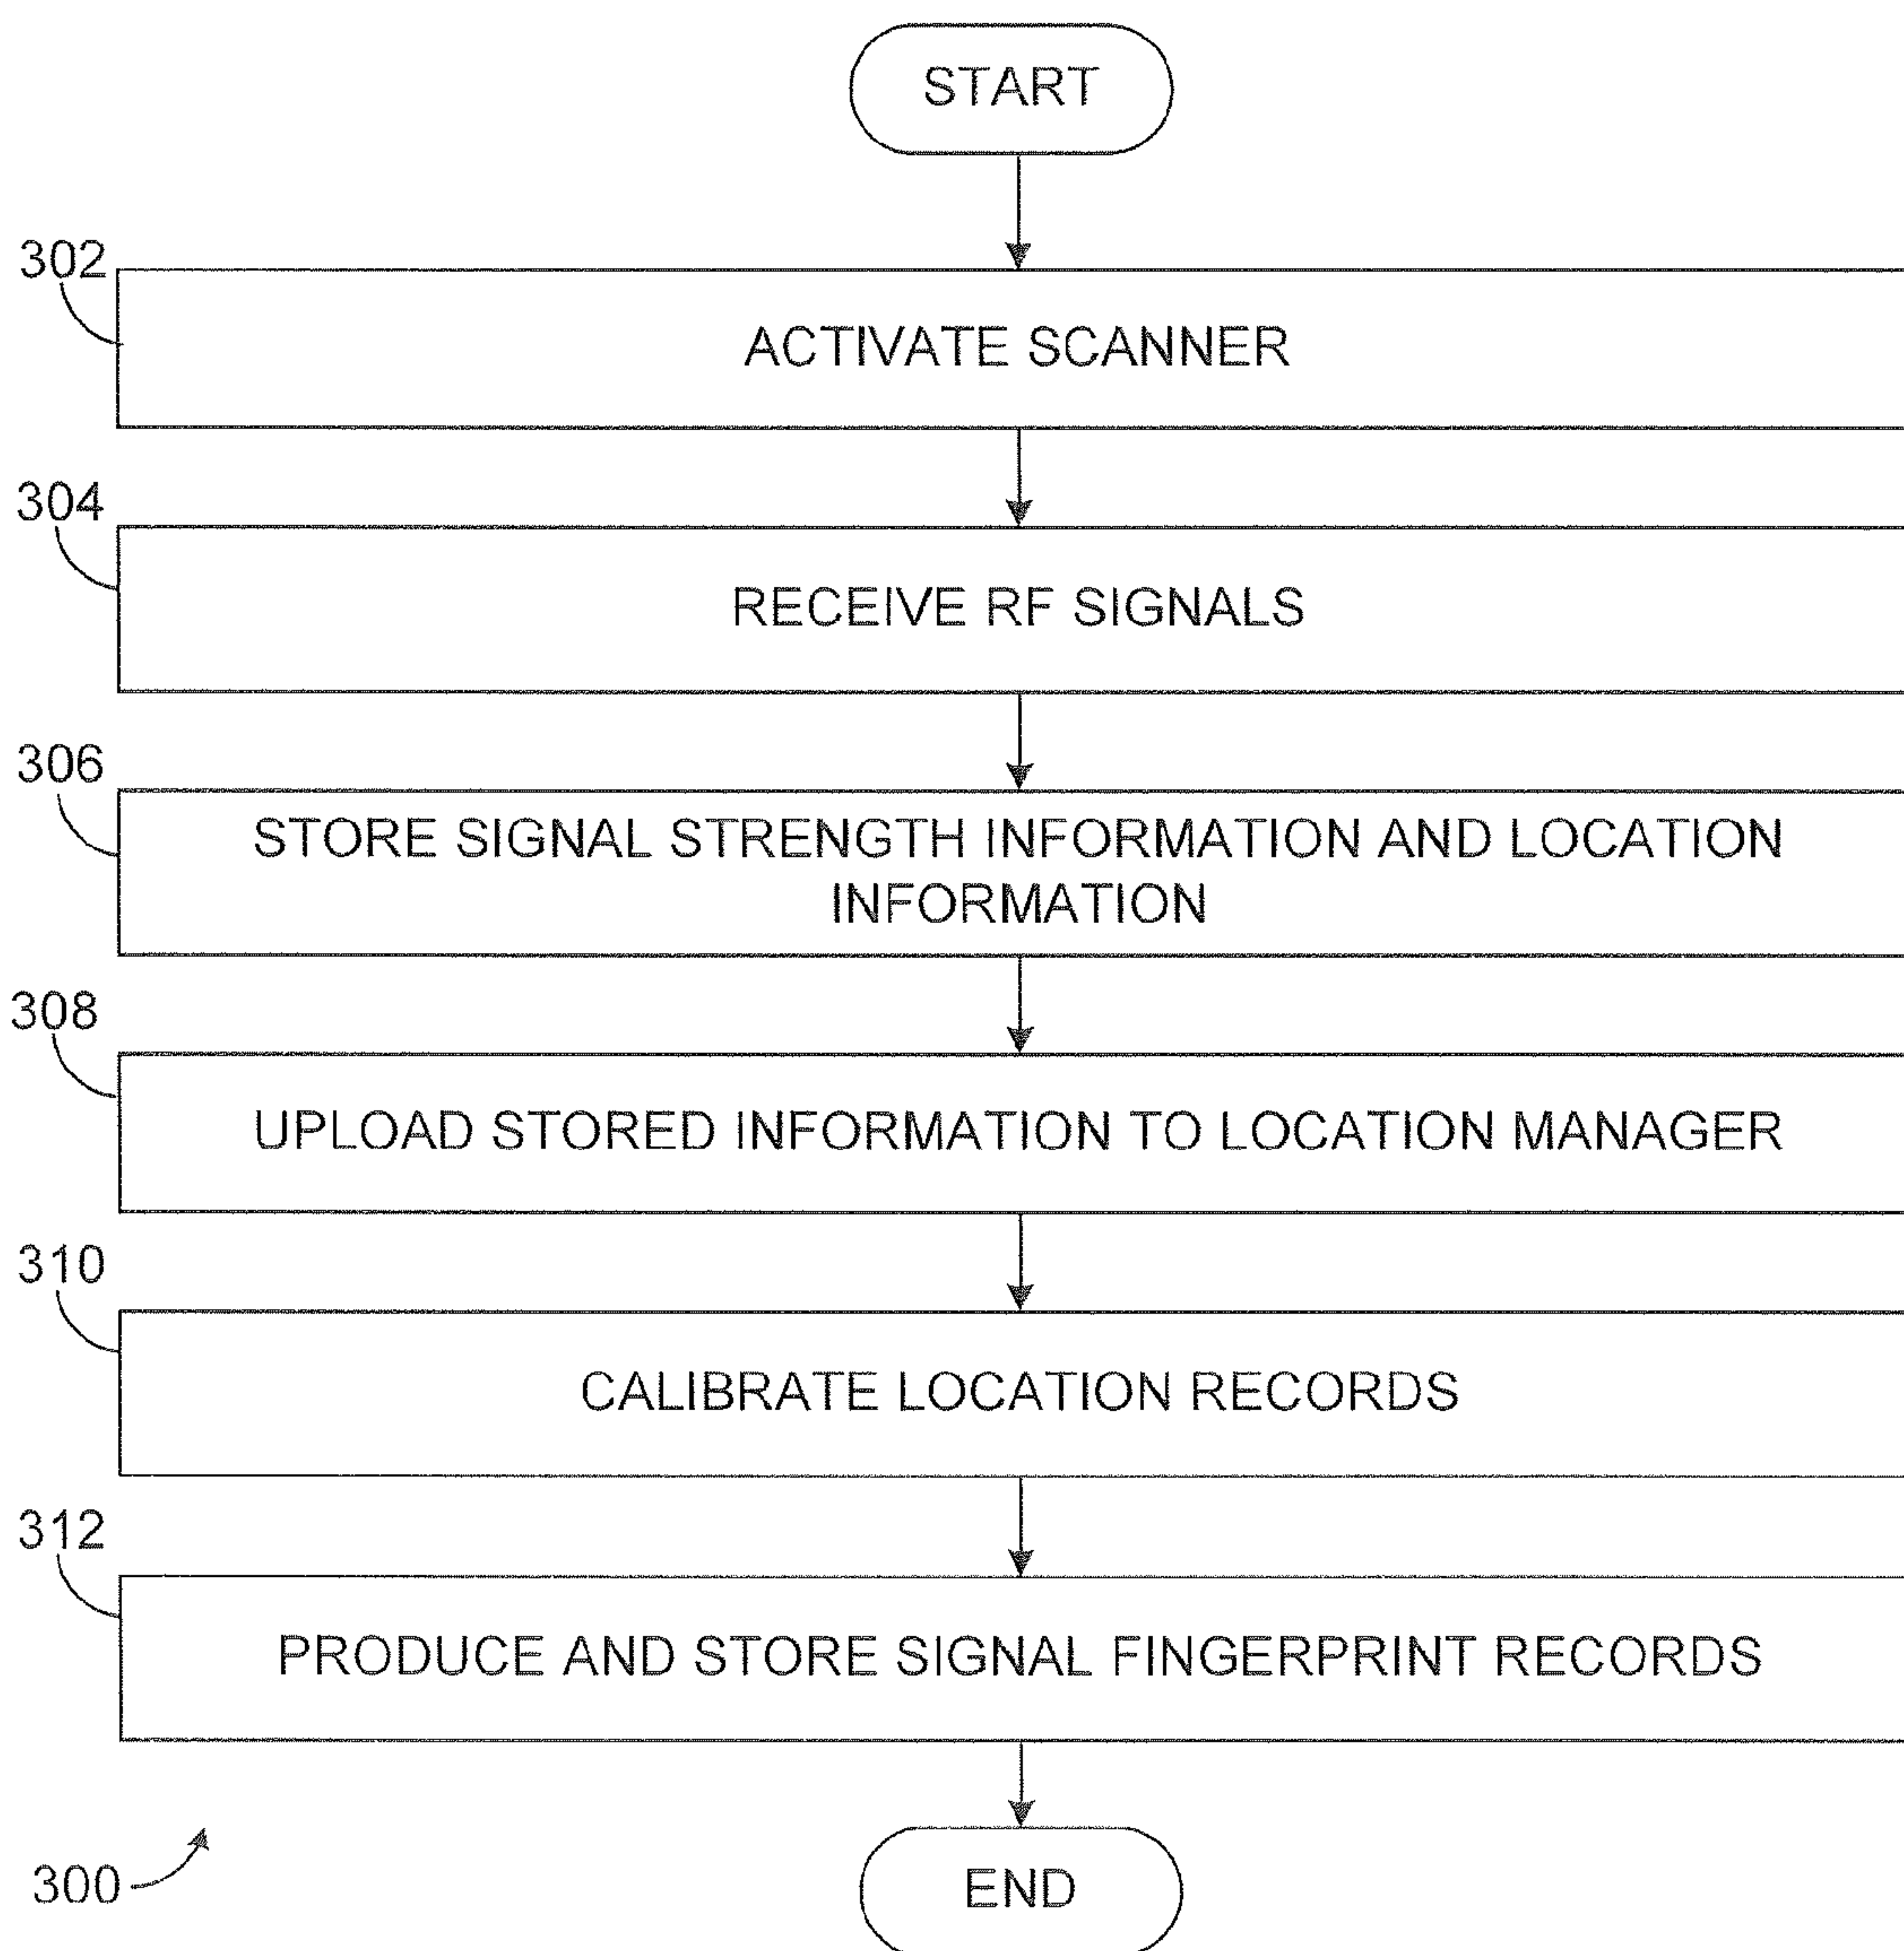 START
302
ACTIVATE SCANNER
304
RECEIVE RF SIGNALS
306
STORE SIGNAL STRENGTH INFORMATION AND LOCATION
INFORMATION
308
UPLOAD STORED INFORMATION TO LOCATION MANAGER
310
CALIBRATE LOCATION RECORDS
312
PRODUCE AND STORE SIGNAL FINGERPRINT RECORDS
300
END